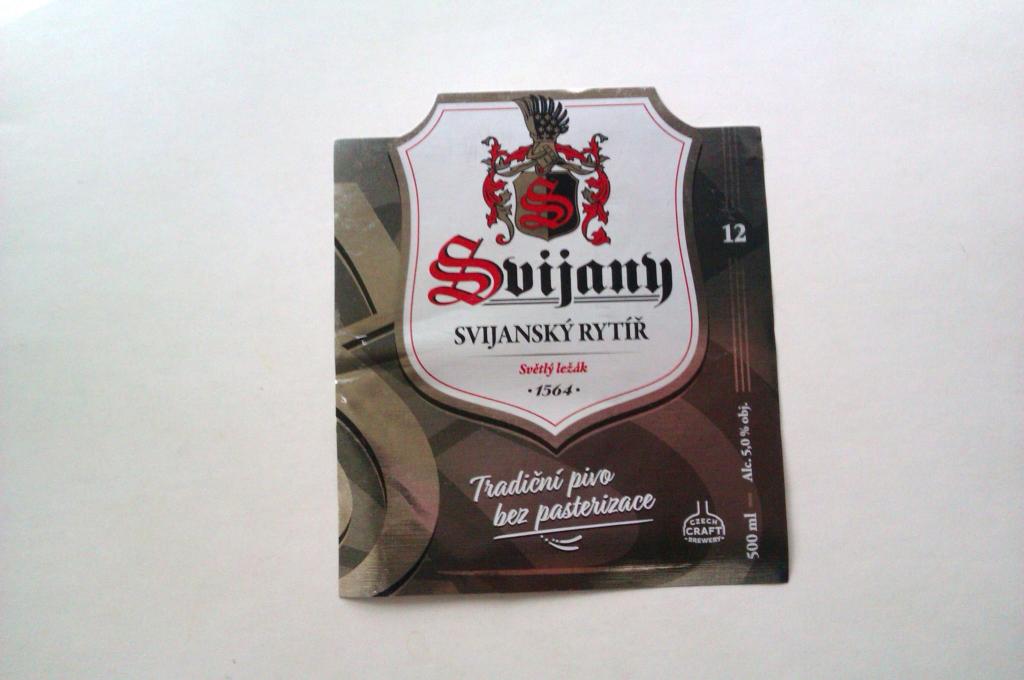 S
Svijany
SVIJANSKÝ RYTÍŘ
Světlý ležák
· 1564 ·
12
Tradiční pivo
bez pasterizace
CZECH
CRAFT
BREWERY
500 ml — Alc. 5,0 % obj.